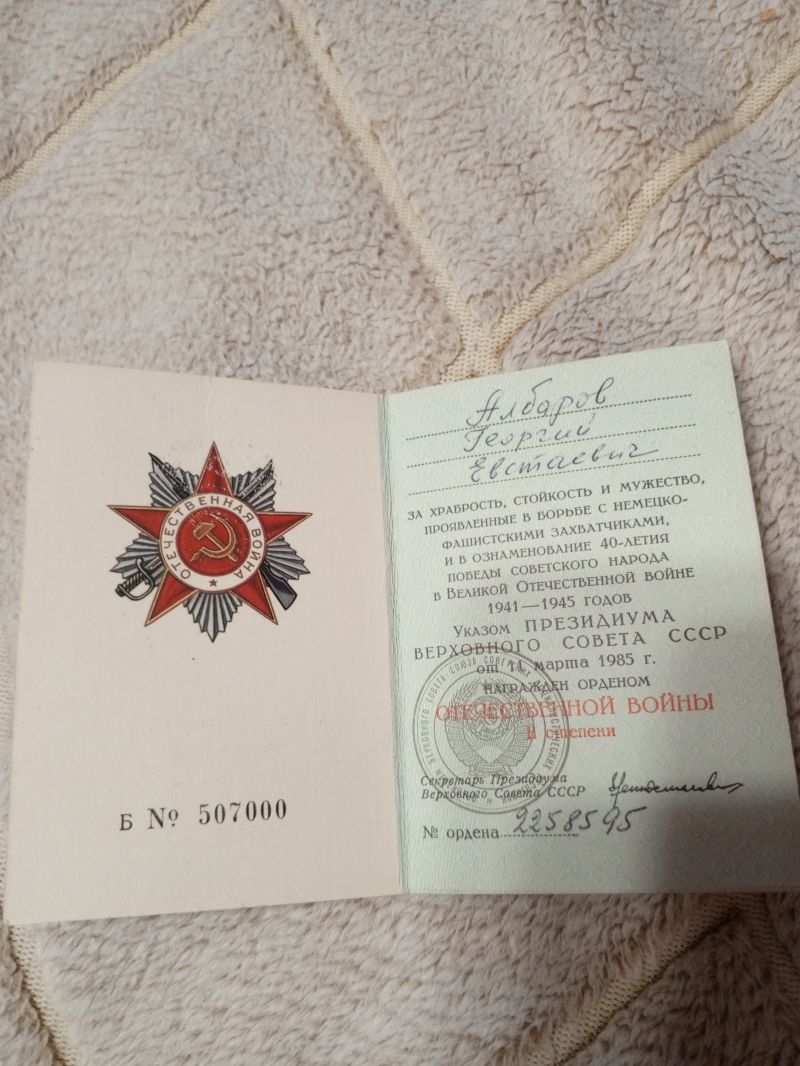 ОТЕЧЕСТВЕННАЯ ВОЙНА
Б № 507000
Албаров
Георгий
Евстаевич
ЗА ХРАБРОСТЬ, СТОЙКОСТЬ И МУЖЕСТВО,
ПРОЯВЛЕННЫЕ В БОРЬБЕ С НЕМЕЦКО-
ФАШИСТСКИМИ ЗАХВАТЧИКАМИ,
И В ОЗНАМЕНОВАНИЕ 40-ЛЕТИЯ
ПОБЕДЫ СОВЕТСКОГО НАРОДА
В ВЕЛИКОЙ ОТЕЧЕСТВЕННОЙ ВОЙНЕ
1941—1945 ГОДОВ
УКАЗОМ ПРЕЗИДИУМА
ВЕРХОВНОГО СОВЕТА СССР
от 11 марта 1985 г.
НАГРАЖДЕН ОРДЕНОМ
ОТЕЧЕСТВЕННОЙ ВОЙНЫ
II степени
Секретарь Президиума
Верховного Совета СССР
№ ордена 2258595